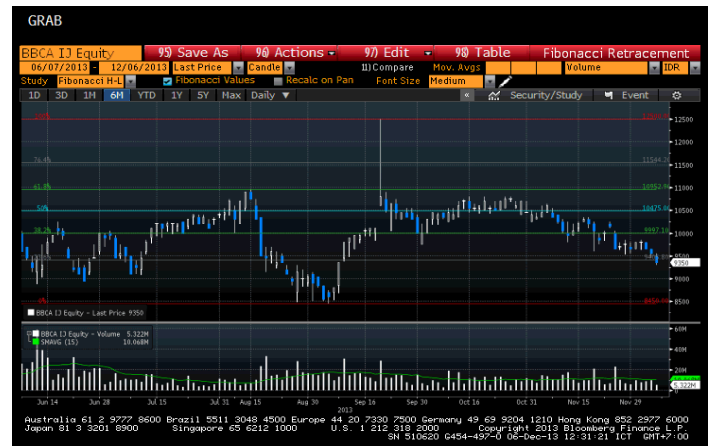 GRAB
BBCA IJ Equity 95) Save As 96) Actions 97) Edit 98) Table Fibonacci Retracement
06/07/2013 - 12/06/2013 Last Price Candle 11) Compare Mov. Avgs Volume IDR
Study Fibonacci H-L Fibonacci Values Recalc on Pan Font Size Medium
1D 3D 1M 6M YTD 1Y 5Y Max Daily ▼ « Security/Study Event
12500
76.4% 11544.20
11500
61.8% 10952.90
11000
50% 10475.00
10500
38.2% 9997.10
10000
9500
9350
9000
0%
8500
BBCA IJ Equity - Last Price 9350
BBCA IJ Equity - Volume 5.322M
SMAVG (15) 10.068M
60M
40M
20M
5.322M
0
Jun 14 Jun 28 Jul 15 Jul 31 Aug 15 Aug 30 Sep 16 Sep 30 Oct 16 Oct 31 Nov 15 Nov 29
2013
Australia 61 2 9777 8600 Brazil 5511 3048 4500 Europe 44 20 7330 7500 Germany 49 69 9204 1210 Hong Kong 852 2977 6000
Japan 81 3 3201 8900 Singapore 65 6212 1000 U.S. 1 212 318 2000 Copyright 2013 Bloomberg Finance L.P.
SN 510620 G454-497-0 06-Dec-13 12:31:21 ICT GMT+7:00